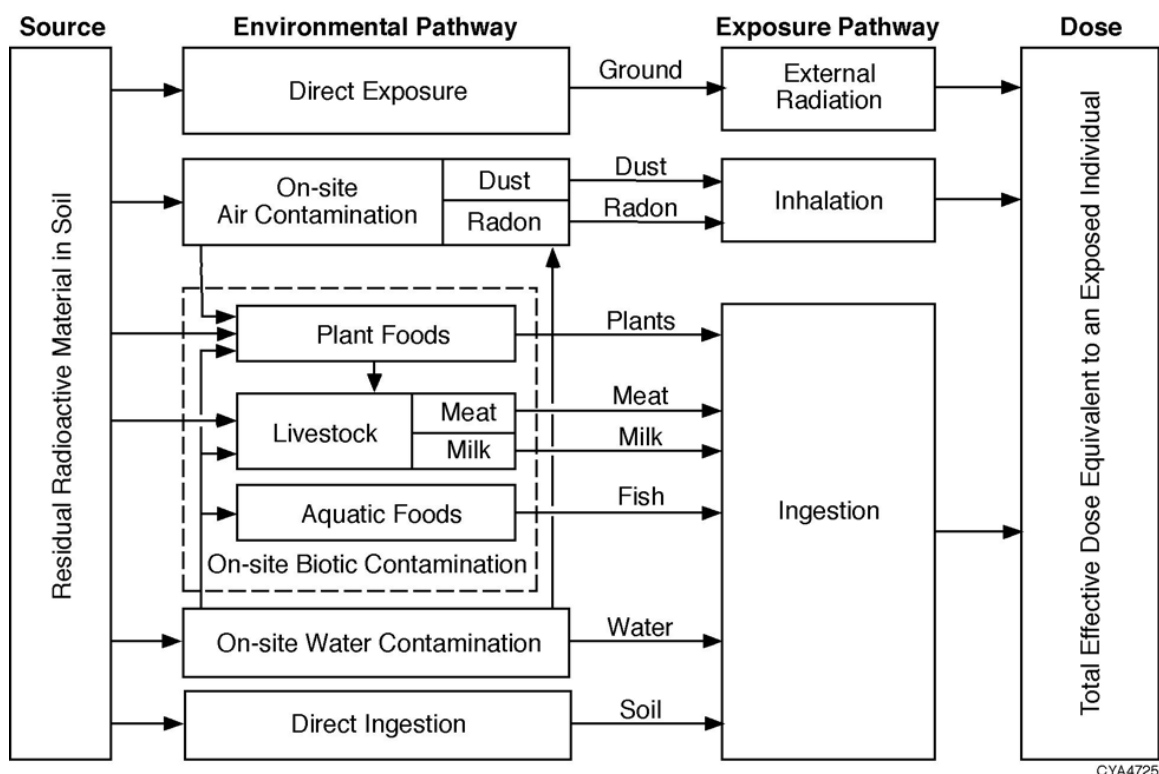 Source
Environmental Pathway
Exposure Pathway
Dose
Residual Radioactive Material in Soil
Direct Exposure
Ground
External
Radiation
On-site
Air Contamination
Dust
Radon
Dust
Radon
Inhalation
Plant Foods
Plants
Livestock
Meat
Milk
Meat
Milk
Aquatic Foods
Fish
On-site Biotic Contamination
Ingestion
On-site Water Contamination
Water
Direct Ingestion
Soil
Total Effective Dose Equivalent to an Exposed Individual
CYA4725